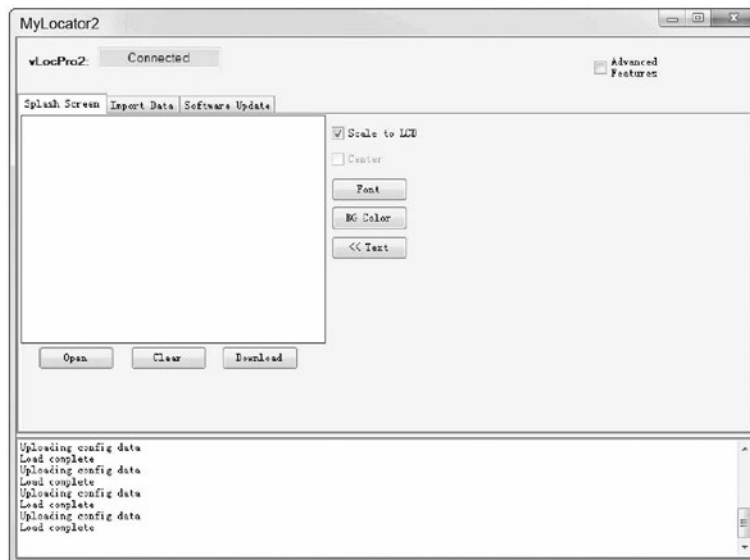 MyLocator2
vLocPro2: Connected
Advanced
Features
Splash Screen Import Data Software Update
Scale to LCD
Center
Font
BG Color
<< Text
Open Clear Download
Uploading config data
Load complete
Uploading config data
Load complete
Uploading config data
Load complete
Uploading config data
Load complete